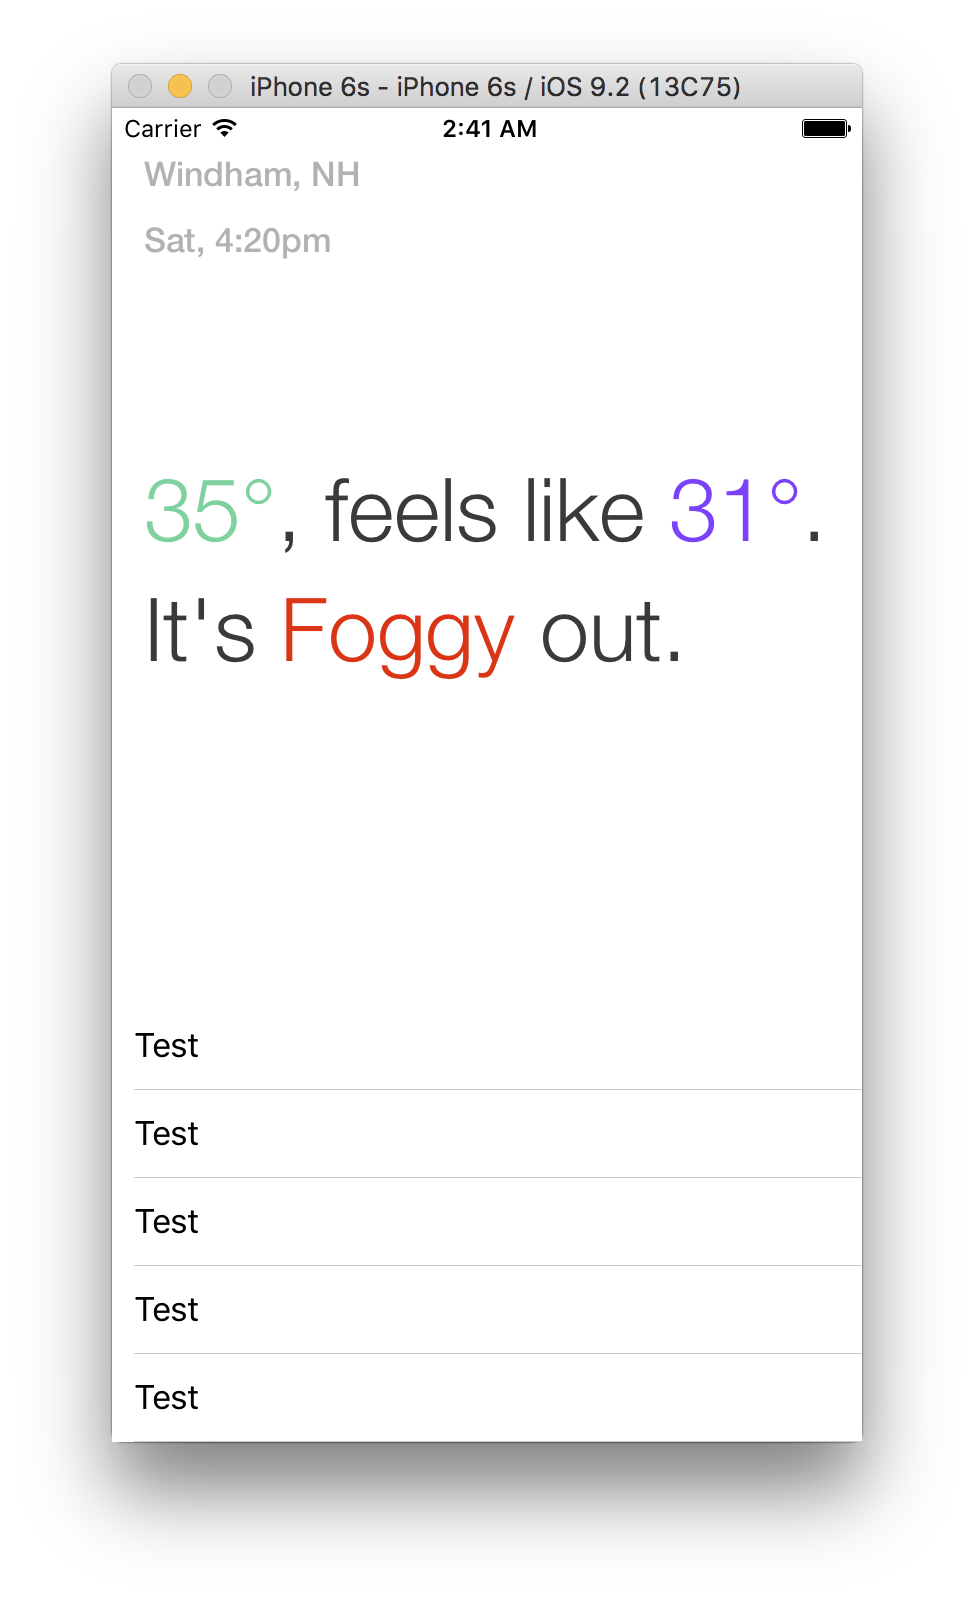 iPhone 6s - iPhone 6s / iOS 9.2 (13C75)
Carrier 2:41 AM
Windham, NH
Sat, 4:20pm
35°, feels like 31°.
It's Foggy out.
Test
Test
Test
Test
Test